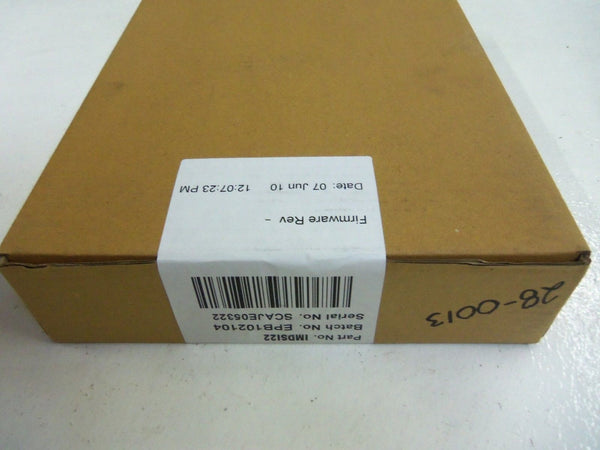 Part No. IMDSI22
Batch No. EPB102104
Serial No. SCAJE05322
Firmware Rev -
Date: 07 Jun 10 12:07:23 PM
28-0013